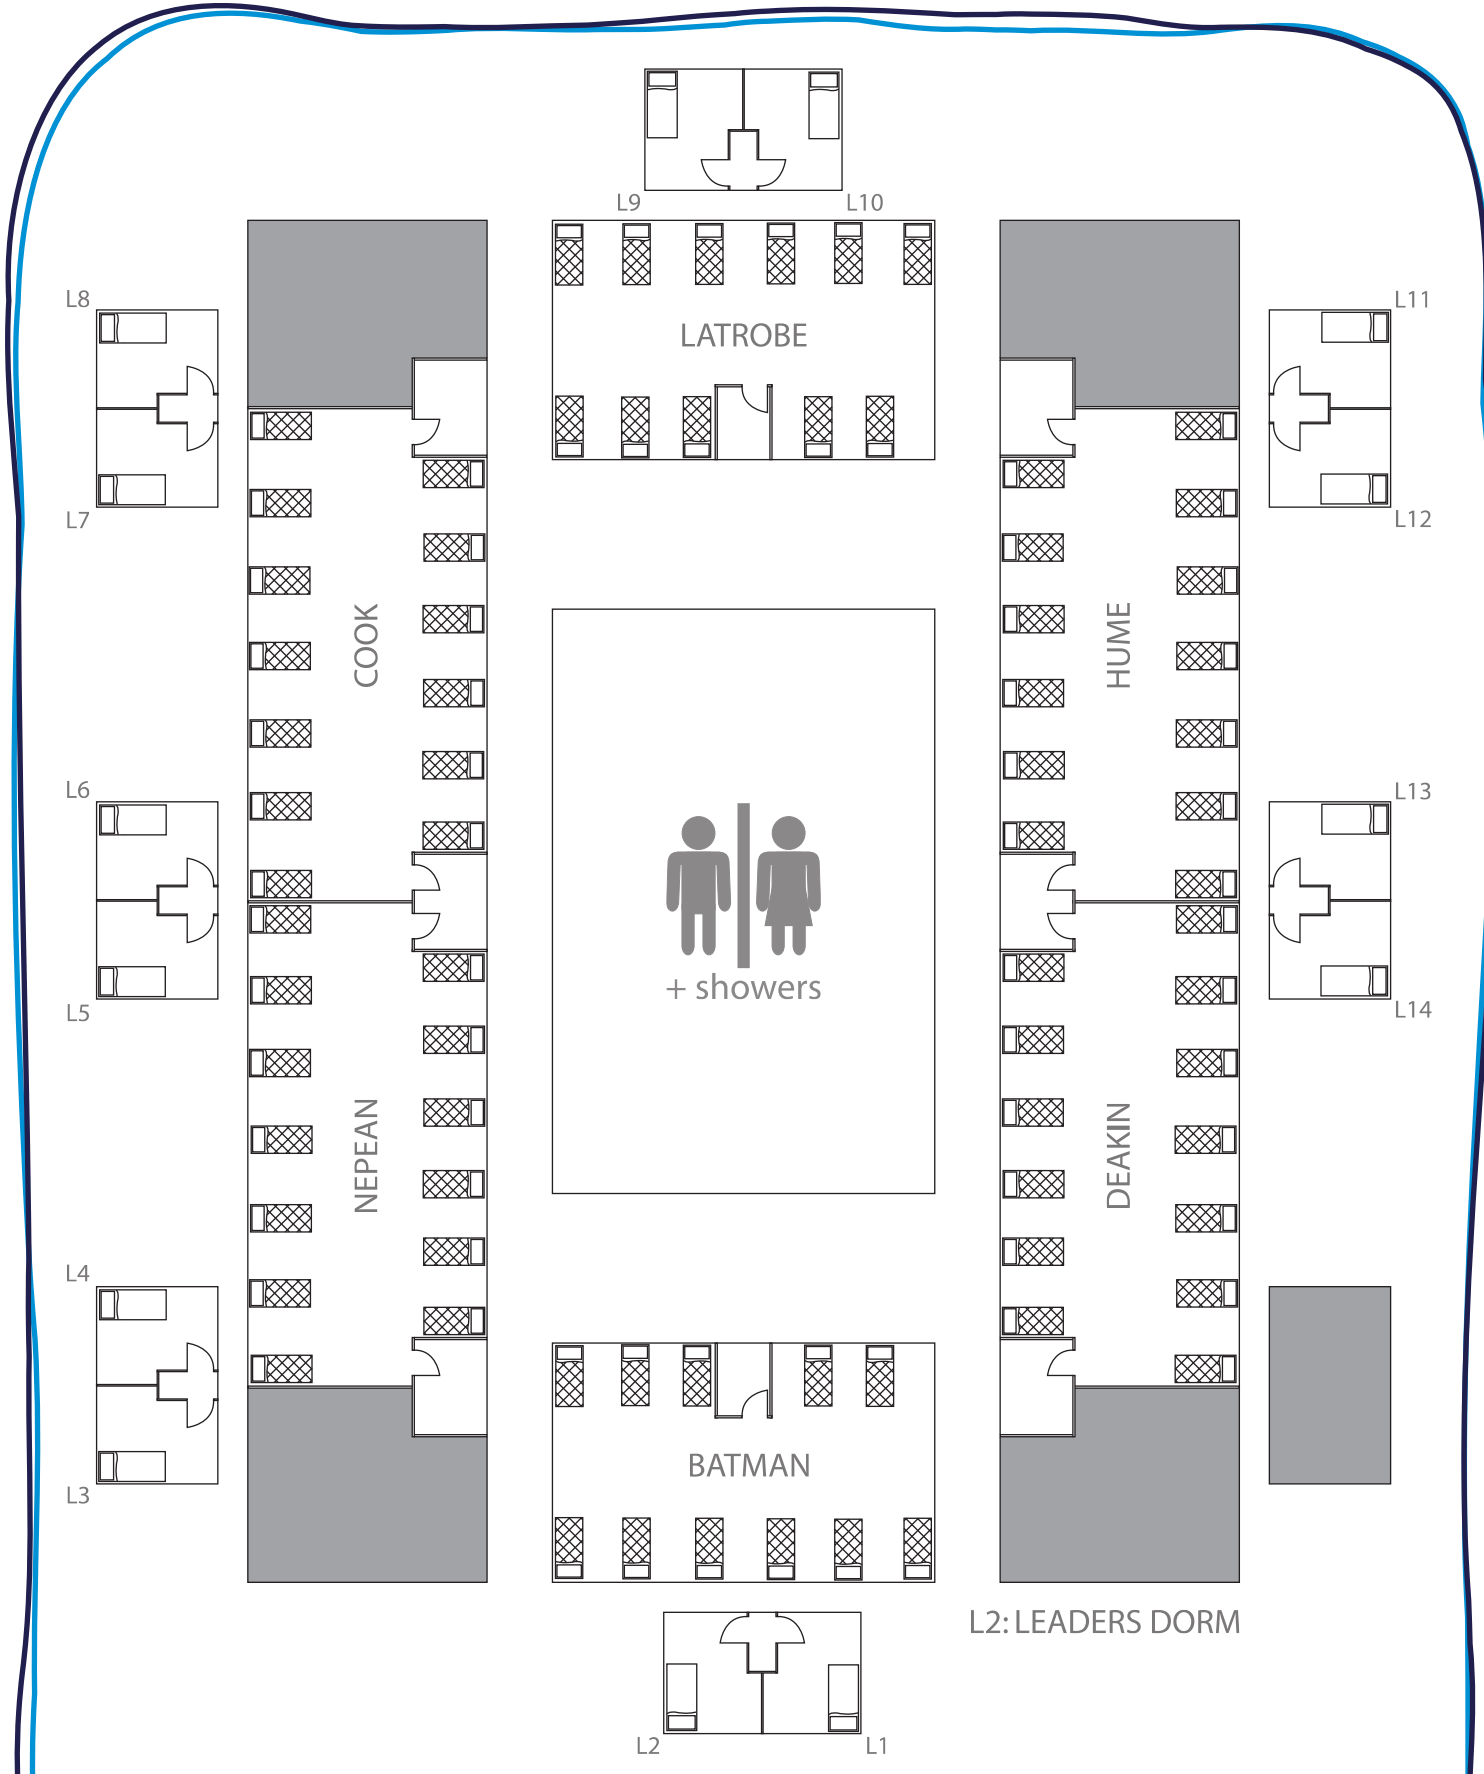 L9
L10
L8
L11
LATROBE
L7
L12
COOK
HUME
L6
L13
+ showers
L5
L14
NEPEAN
DEAKIN
L4
BATMAN
L3
L2: LEADERS DORM
L2
L1